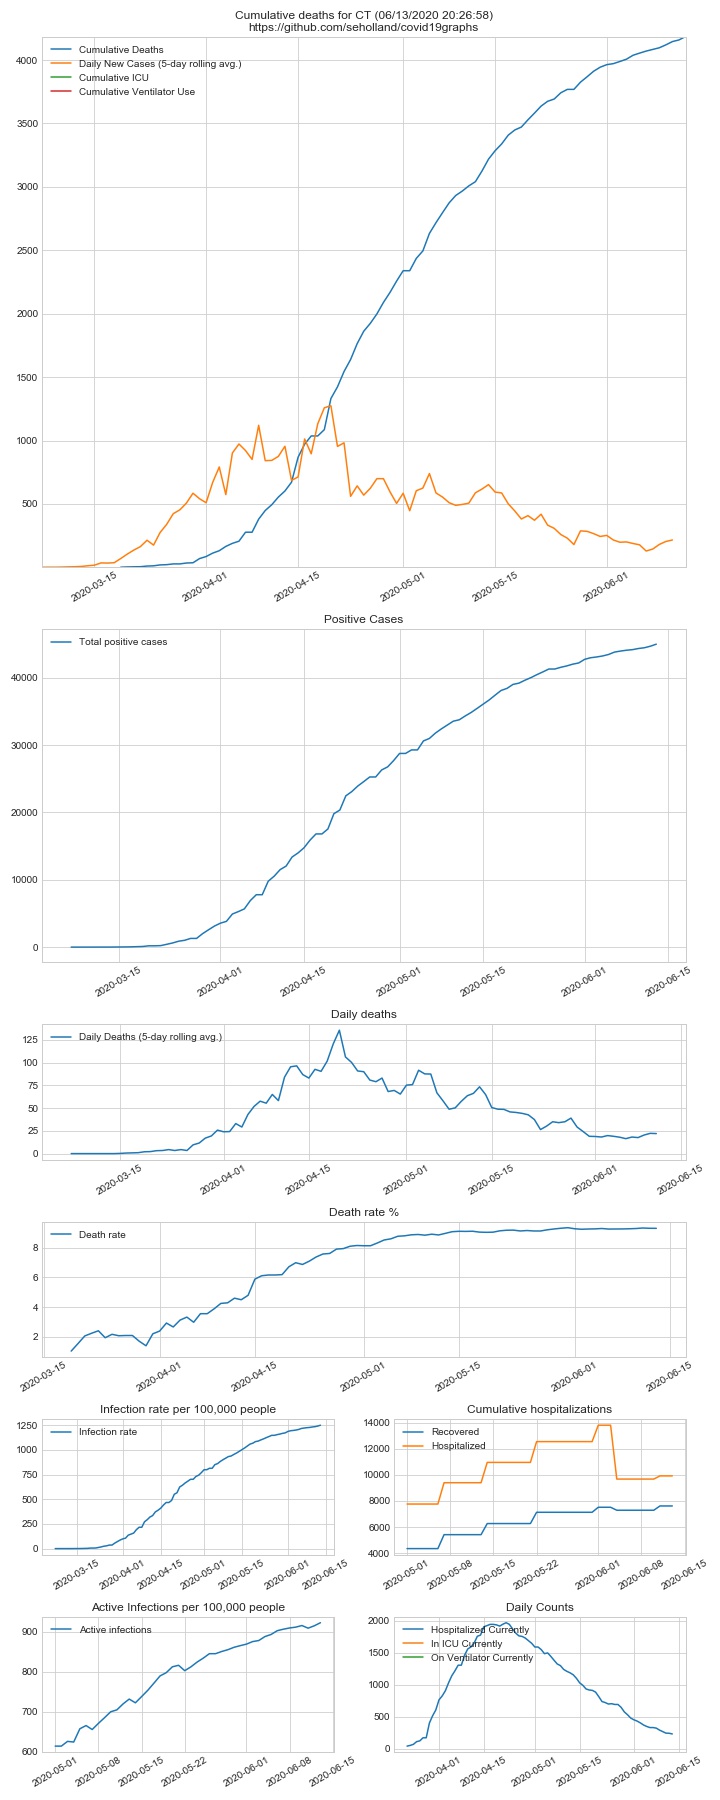 Cumulative deaths for CT (06/13/2020 20:26:58)
https://github.com/seholland/covid19graphs
Cumulative Deaths
Daily New Cases (5-day rolling avg.)
Cumulative ICU
Cumulative Ventilator Use
4000
3500
3000
2500
2000
1500
1000
500
2020-03-15 2020-04-01 2020-04-15 2020-05-01 2020-05-15 2020-06-01
Positive Cases
Total positive cases
40000
30000
20000
10000
0
2020-03-15 2020-04-01 2020-04-15 2020-05-01 2020-05-15 2020-06-01 2020-06-15
Daily deaths
Daily Deaths (5-day rolling avg.)
125
100
75
50
25
0
2020-03-15 2020-04-01 2020-04-15 2020-05-01 2020-05-15 2020-06-01 2020-06-15
Death rate %
Death rate
8
6
4
2
2020-03-15 2020-04-01 2020-04-15 2020-05-01 2020-05-15 2020-06-01 2020-06-15
Infection rate per 100,000 people
Infection rate
1250
1000
750
500
250
0
2020-03-15 2020-04-01 2020-04-15 2020-05-01 2020-05-15 2020-06-01 2020-06-15
Cumulative hospitalizations
Recovered
Hospitalized
14000
12000
10000
8000
6000
4000
2020-05-01 2020-05-08 2020-05-15 2020-05-22 2020-06-01 2020-06-08 2020-06-15
Active Infections per 100,000 people
Active infections
900
800
700
600
2020-05-01 2020-05-08 2020-05-15 2020-05-22 2020-06-01 2020-06-08 2020-06-15
Daily Counts
Hospitalized Currently
In ICU Currently
On Ventilator Currently
2000
1500
1000
500
0
2020-04-01 2020-04-15 2020-05-01 2020-05-15 2020-06-01 2020-06-15